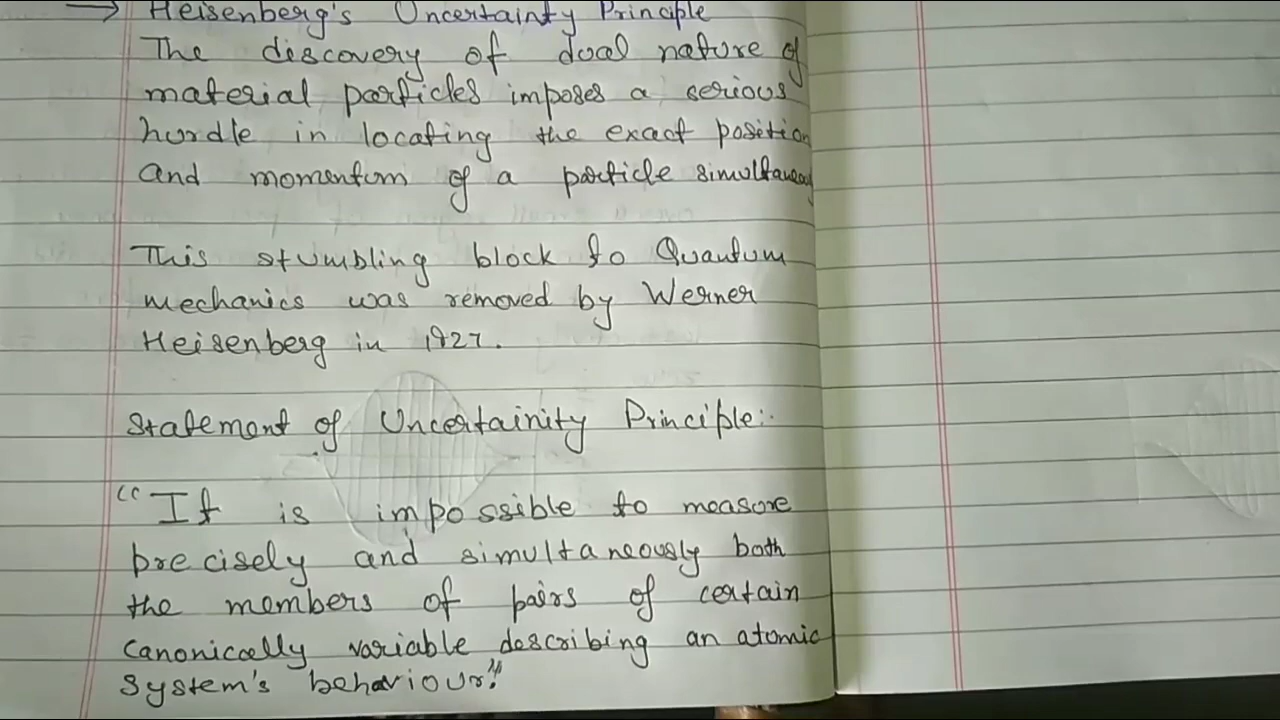 → Heisenberg's Uncertainty Principle
The discovery of dual nature of
material particles imposes a serious
hurdle in locating the exact position
and momentum of a particle simultaneously
This stumbling block to Quantum
mechanics was removed by Werner
Heisenberg in 1927.
Statement of Uncertainity Principle:-
"It is impossible to measure
precisely and simultaneously both
the members of pairs of certain
canonically variable describing an atomic
system's behaviour."